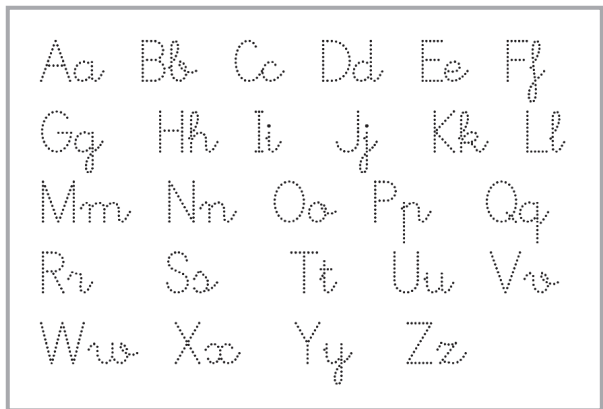 Aa Bb Cc Dd Ee Ff
Gg Hh Ii Jj Kk Ll
Mm Nn Oo Pp Qq
Rr Ss Tt Uu Vv
Ww Xx Yy Zz